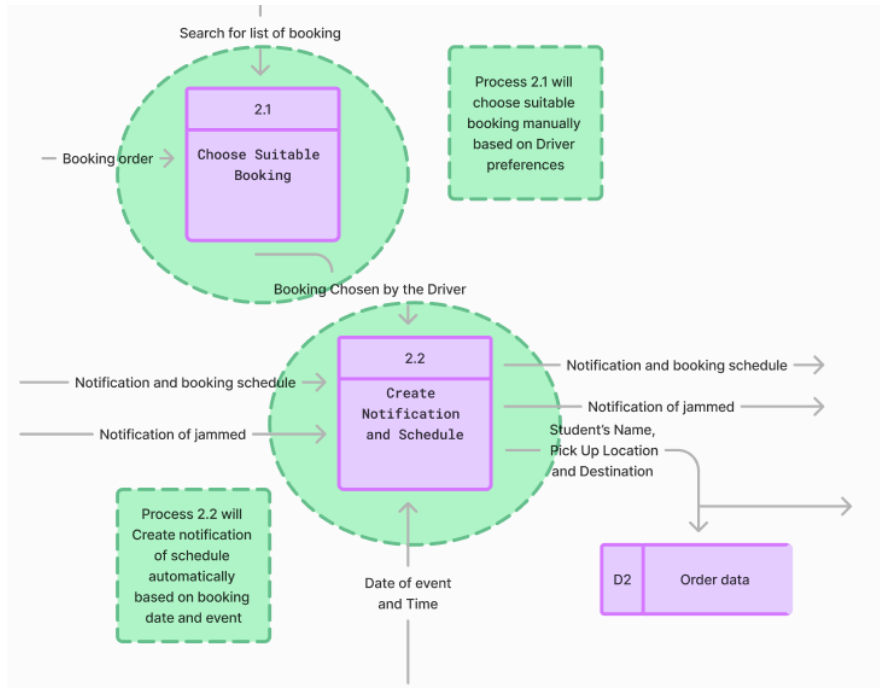 Search for list of booking
2.1
Choose Suitable
Booking
Booking order
Process 2.1 will
choose suitable
booking manually
based on Driver
preferences
Booking Chosen by the Driver
2.2
Create
Notification
and Schedule
Notification and booking schedule
Notification of jammed
Notification and booking schedule
Notification of jammed
Student's Name,
Pick Up Location
and Destination
Process 2.2 will
Create notification
of schedule
automatically
based on booking
date and event
Date of event
and Time
D2
Order data